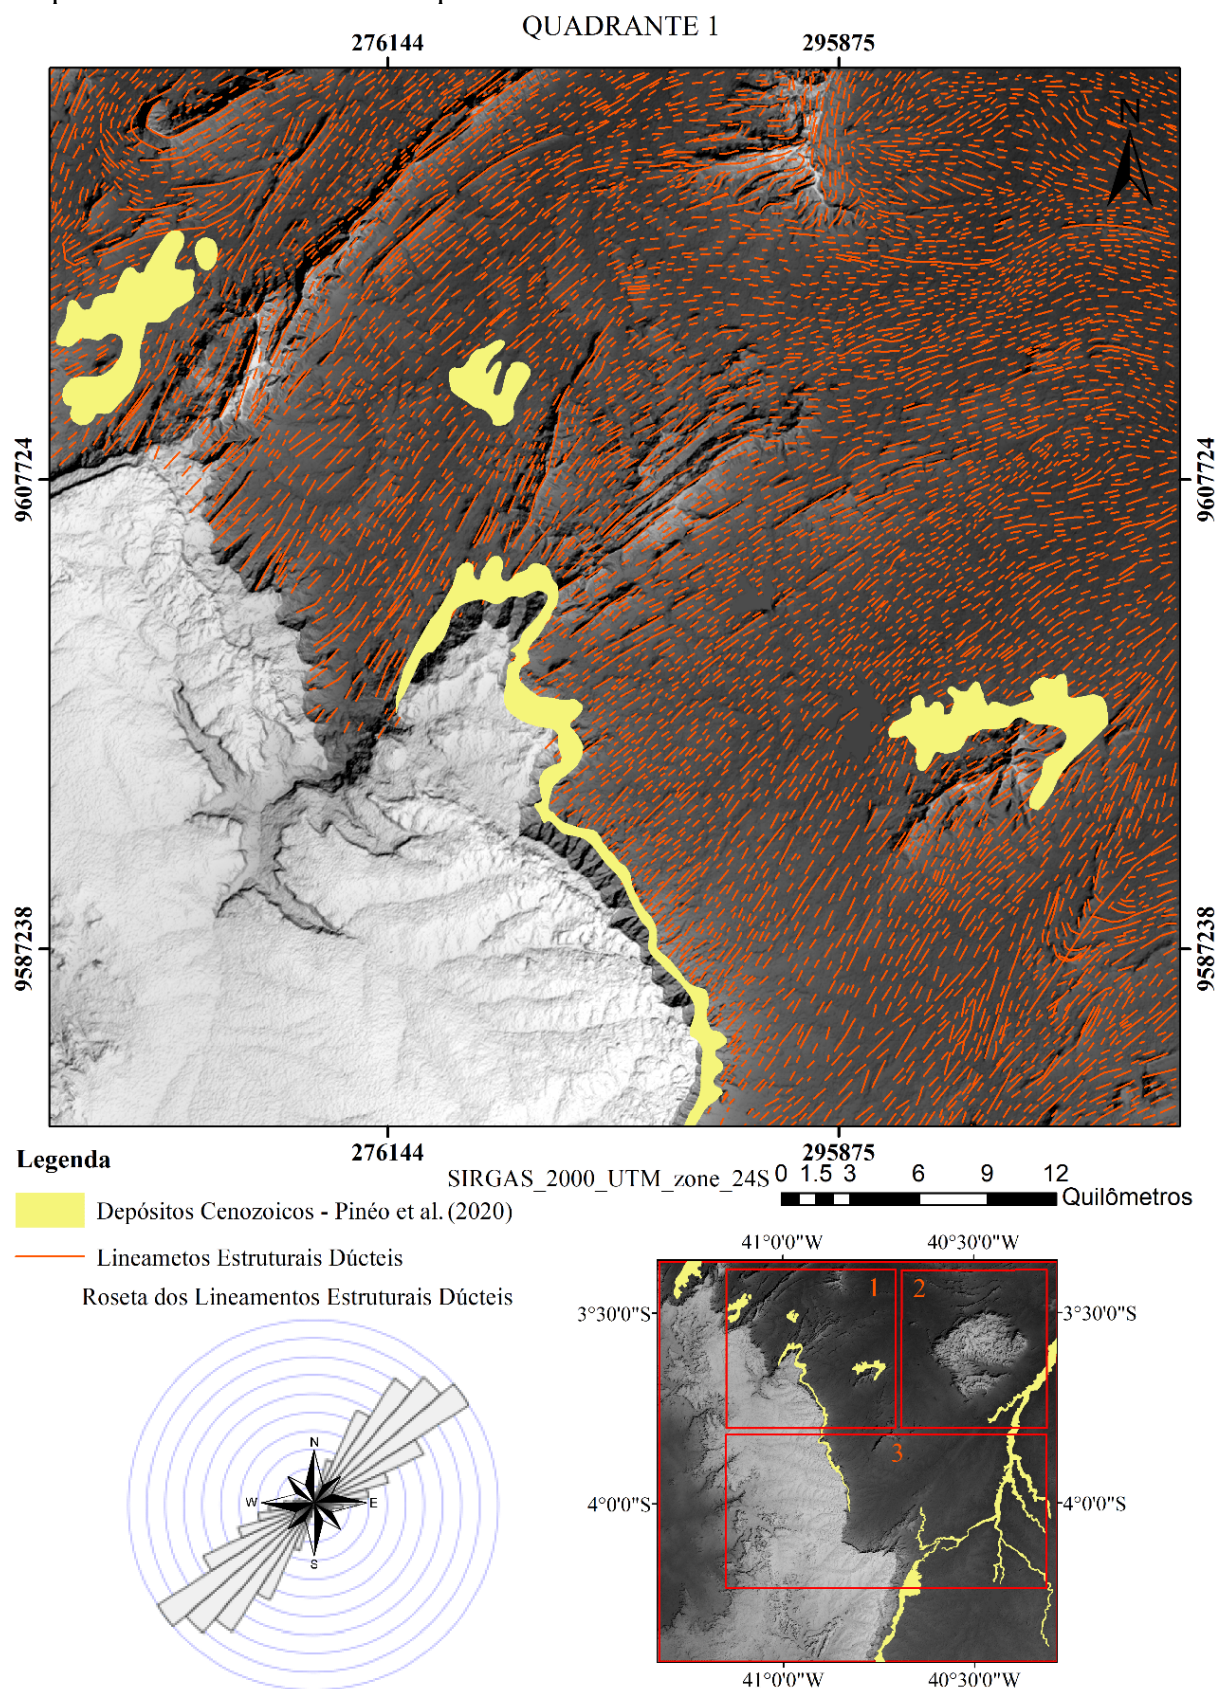 QUADRANTE 1
276144 295875
N
9607724 9607724
9587238 9587238
276144 295875
Legenda
SIRGAS_2000_UTM_zone_24S
0 1.5 3 6 9 12
Quilômetros
Depósitos Cenozoicos - Pinéo et al. (2020)
Lineametos Estruturais Dúcteis
Roseta dos Lineamentos Estruturais Dúcteis
N
W E
S
41°0'0"W 40°30'0"W
1 2
3°30'0"S 3°30'0"S
3
4°0'0"S 4°0'0"S
41°0'0"W 40°30'0"W